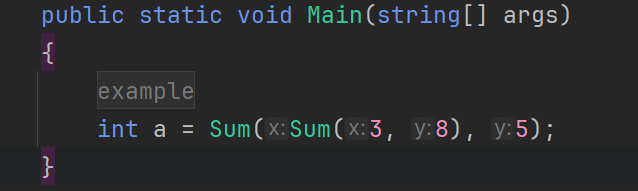 public static void Main(string[] args)
{
example
int a = Sum(x:Sum(x:3, y:8), y:5);
}